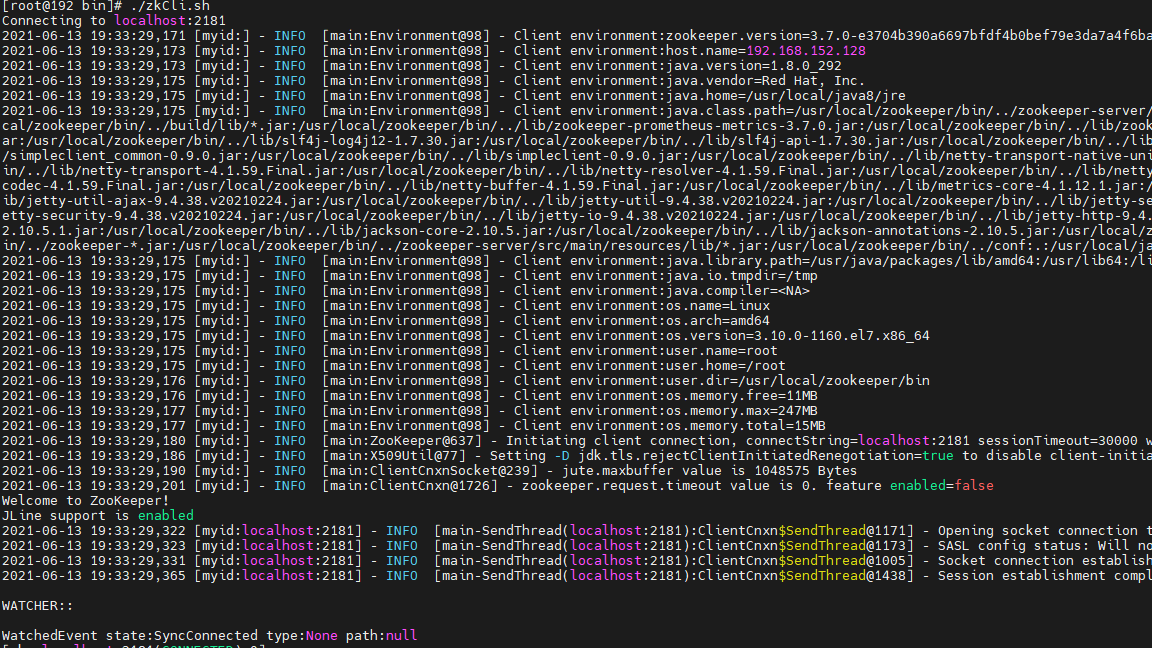 [root@192 bin]# ./zkCli.sh
Connecting to localhost:2181
2021-06-13 19:33:29,171 [myid:] - INFO  [main:Environment@98] - Client environment:zookeeper.version=3.7.0-e3704b390a6697bfdf4b0bef79e3da7a4f6ba
2021-06-13 19:33:29,173 [myid:] - INFO  [main:Environment@98] - Client environment:host.name=192.168.152.128
2021-06-13 19:33:29,173 [myid:] - INFO  [main:Environment@98] - Client environment:java.version=1.8.0_292
2021-06-13 19:33:29,175 [myid:] - INFO  [main:Environment@98] - Client environment:java.vendor=Red Hat, Inc.
2021-06-13 19:33:29,175 [myid:] - INFO  [main:Environment@98] - Client environment:java.home=/usr/local/java8/jre
2021-06-13 19:33:29,175 [myid:] - INFO  [main:Environment@98] - Client environment:java.class.path=/usr/local/zookeeper/bin/../zookeeper-server/
cal/zookeeper/bin/../build/lib/*.jar:/usr/local/zookeeper/bin/../lib/zookeeper-prometheus-metrics-3.7.0.jar:/usr/local/zookeeper/bin/../lib/zook
ar:/usr/local/zookeeper/bin/../lib/slf4j-log4j12-1.7.30.jar:/usr/local/zookeeper/bin/../lib/slf4j-api-1.7.30.jar:/usr/local/zookeeper/bin/../lib
/simpleclient_common-0.9.0.jar:/usr/local/zookeeper/bin/../lib/simpleclient-0.9.0.jar:/usr/local/zookeeper/bin/../lib/netty-transport-native-uni
in/../lib/netty-transport-4.1.59.Final.jar:/usr/local/zookeeper/bin/../lib/netty-resolver-4.1.59.Final.jar:/usr/local/zookeeper/bin/../lib/netty
codec-4.1.59.Final.jar:/usr/local/zookeeper/bin/../lib/netty-buffer-4.1.59.Final.jar:/usr/local/zookeeper/bin/../lib/metrics-core-4.1.12.1.jar:/
ib/jetty-util-ajax-9.4.38.v20210224.jar:/usr/local/zookeeper/bin/../lib/jetty-util-9.4.38.v20210224.jar:/usr/local/zookeeper/bin/../lib/jetty-se
etty-security-9.4.38.v20210224.jar:/usr/local/zookeeper/bin/../lib/jetty-io-9.4.38.v20210224.jar:/usr/local/zookeeper/bin/../lib/jetty-http-9.4.
2.10.5.1.jar:/usr/local/zookeeper/bin/../lib/jackson-core-2.10.5.jar:/usr/local/zookeeper/bin/../lib/jackson-annotations-2.10.5.jar:/usr/local/z
in/../zookeeper-*.jar:/usr/local/zookeeper/bin/../zookeeper-server/src/main/resources/lib/*.jar:/usr/local/zookeeper/bin/../conf:.:/usr/local/ja
2021-06-13 19:33:29,175 [myid:] - INFO  [main:Environment@98] - Client environment:java.library.path=/usr/java/packages/lib/amd64:/usr/lib64:/li
2021-06-13 19:33:29,175 [myid:] - INFO  [main:Environment@98] - Client environment:java.io.tmpdir=/tmp
2021-06-13 19:33:29,175 [myid:] - INFO  [main:Environment@98] - Client environment:java.compiler=<NA>
2021-06-13 19:33:29,175 [myid:] - INFO  [main:Environment@98] - Client environment:os.name=Linux
2021-06-13 19:33:29,175 [myid:] - INFO  [main:Environment@98] - Client environment:os.arch=amd64
2021-06-13 19:33:29,175 [myid:] - INFO  [main:Environment@98] - Client environment:os.version=3.10.0-1160.el7.x86_64
2021-06-13 19:33:29,175 [myid:] - INFO  [main:Environment@98] - Client environment:user.name=root
2021-06-13 19:33:29,175 [myid:] - INFO  [main:Environment@98] - Client environment:user.home=/root
2021-06-13 19:33:29,176 [myid:] - INFO  [main:Environment@98] - Client environment:user.dir=/usr/local/zookeeper/bin
2021-06-13 19:33:29,176 [myid:] - INFO  [main:Environment@98] - Client environment:os.memory.free=11MB
2021-06-13 19:33:29,177 [myid:] - INFO  [main:Environment@98] - Client environment:os.memory.max=247MB
2021-06-13 19:33:29,177 [myid:] - INFO  [main:Environment@98] - Client environment:os.memory.total=15MB
2021-06-13 19:33:29,180 [myid:] - INFO  [main:ZooKeeper@637] - Initiating client connection, connectString=localhost:2181 sessionTimeout=30000 w
2021-06-13 19:33:29,186 [myid:] - INFO  [main:X509Util@77] - Setting -D jdk.tls.rejectClientInitiatedRenegotiation=true to disable client-initia
2021-06-13 19:33:29,190 [myid:] - INFO  [main:ClientCnxnSocket@239] - jute.maxbuffer value is 1048575 Bytes
2021-06-13 19:33:29,201 [myid:] - INFO  [main:ClientCnxn@1726] - zookeeper.request.timeout value is 0. feature enabled=false
Welcome to ZooKeeper!
JLine support is enabled
2021-06-13 19:33:29,322 [myid:localhost:2181] - INFO  [main-SendThread(localhost:2181):ClientCnxn$SendThread@1171] - Opening socket connection t
2021-06-13 19:33:29,323 [myid:localhost:2181] - INFO  [main-SendThread(localhost:2181):ClientCnxn$SendThread@1173] - SASL config status: Will no
2021-06-13 19:33:29,331 [myid:localhost:2181] - INFO  [main-SendThread(localhost:2181):ClientCnxn$SendThread@1005] - Socket connection establish
2021-06-13 19:33:29,365 [myid:localhost:2181] - INFO  [main-SendThread(localhost:2181):ClientCnxn$SendThread@1438] - Session establishment compl
WATCHER::
WatchedEvent state:SyncConnected type:None path:null